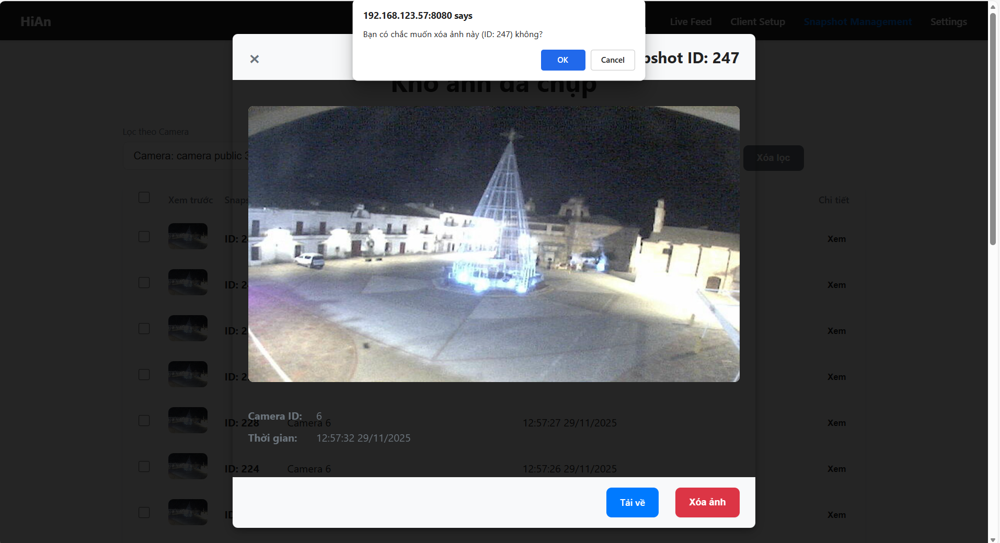 192.168.123.57:8080 says
Bạn có chắc muốn xóa ảnh này (ID: 247) không?
OK
Cancel
HiAn
Live Feed
Client Setup
Snapshot Management
Settings
×
pshot ID: 247
Kho ảnh đã chụp
Lọc theo Camera
Camera: camera public 3
Xóa lọc
Xem trước
Snaps
Chi tiết
ID: 2
Xem
ID: 2
Xem
ID: 2
Xem
ID: 2
Xem
Camera ID: 6
ID: 228
Camera 6
12:57:27 29/11/2025
Xem
Thời gian: 12:57:32 29/11/2025
ID: 224
Camera 6
12:57:26 29/11/2025
Xem
Xem
Tải về
Xóa ảnh